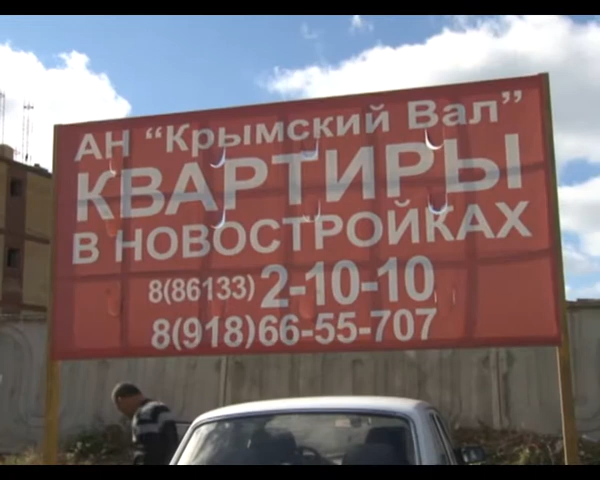 АН “Крымский Вал”
КВАРТИРЫ
В НОВОСТРОЙКАХ
8(86133)2-10-10
8(918)66-55-707